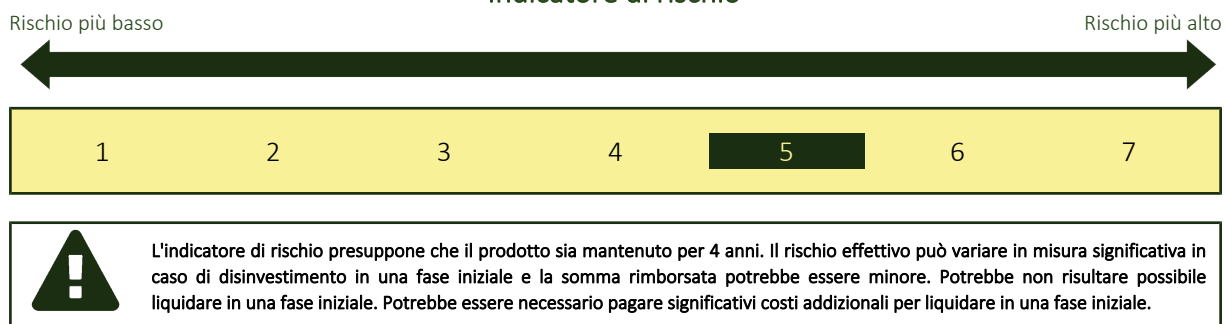 Indicatore di rischio
Rischio più basso
Rischio più alto
1 2 3 4 5 6 7
L'indicatore di rischio presuppone che il prodotto sia mantenuto per 4 anni. Il rischio effettivo può variare in misura significativa in
caso di disinvestimento in una fase iniziale e la somma rimborsata potrebbe essere minore. Potrebbe non risultare possibile
liquidare in una fase iniziale. Potrebbe essere necessario pagare significativi costi addizionali per liquidare in una fase iniziale.